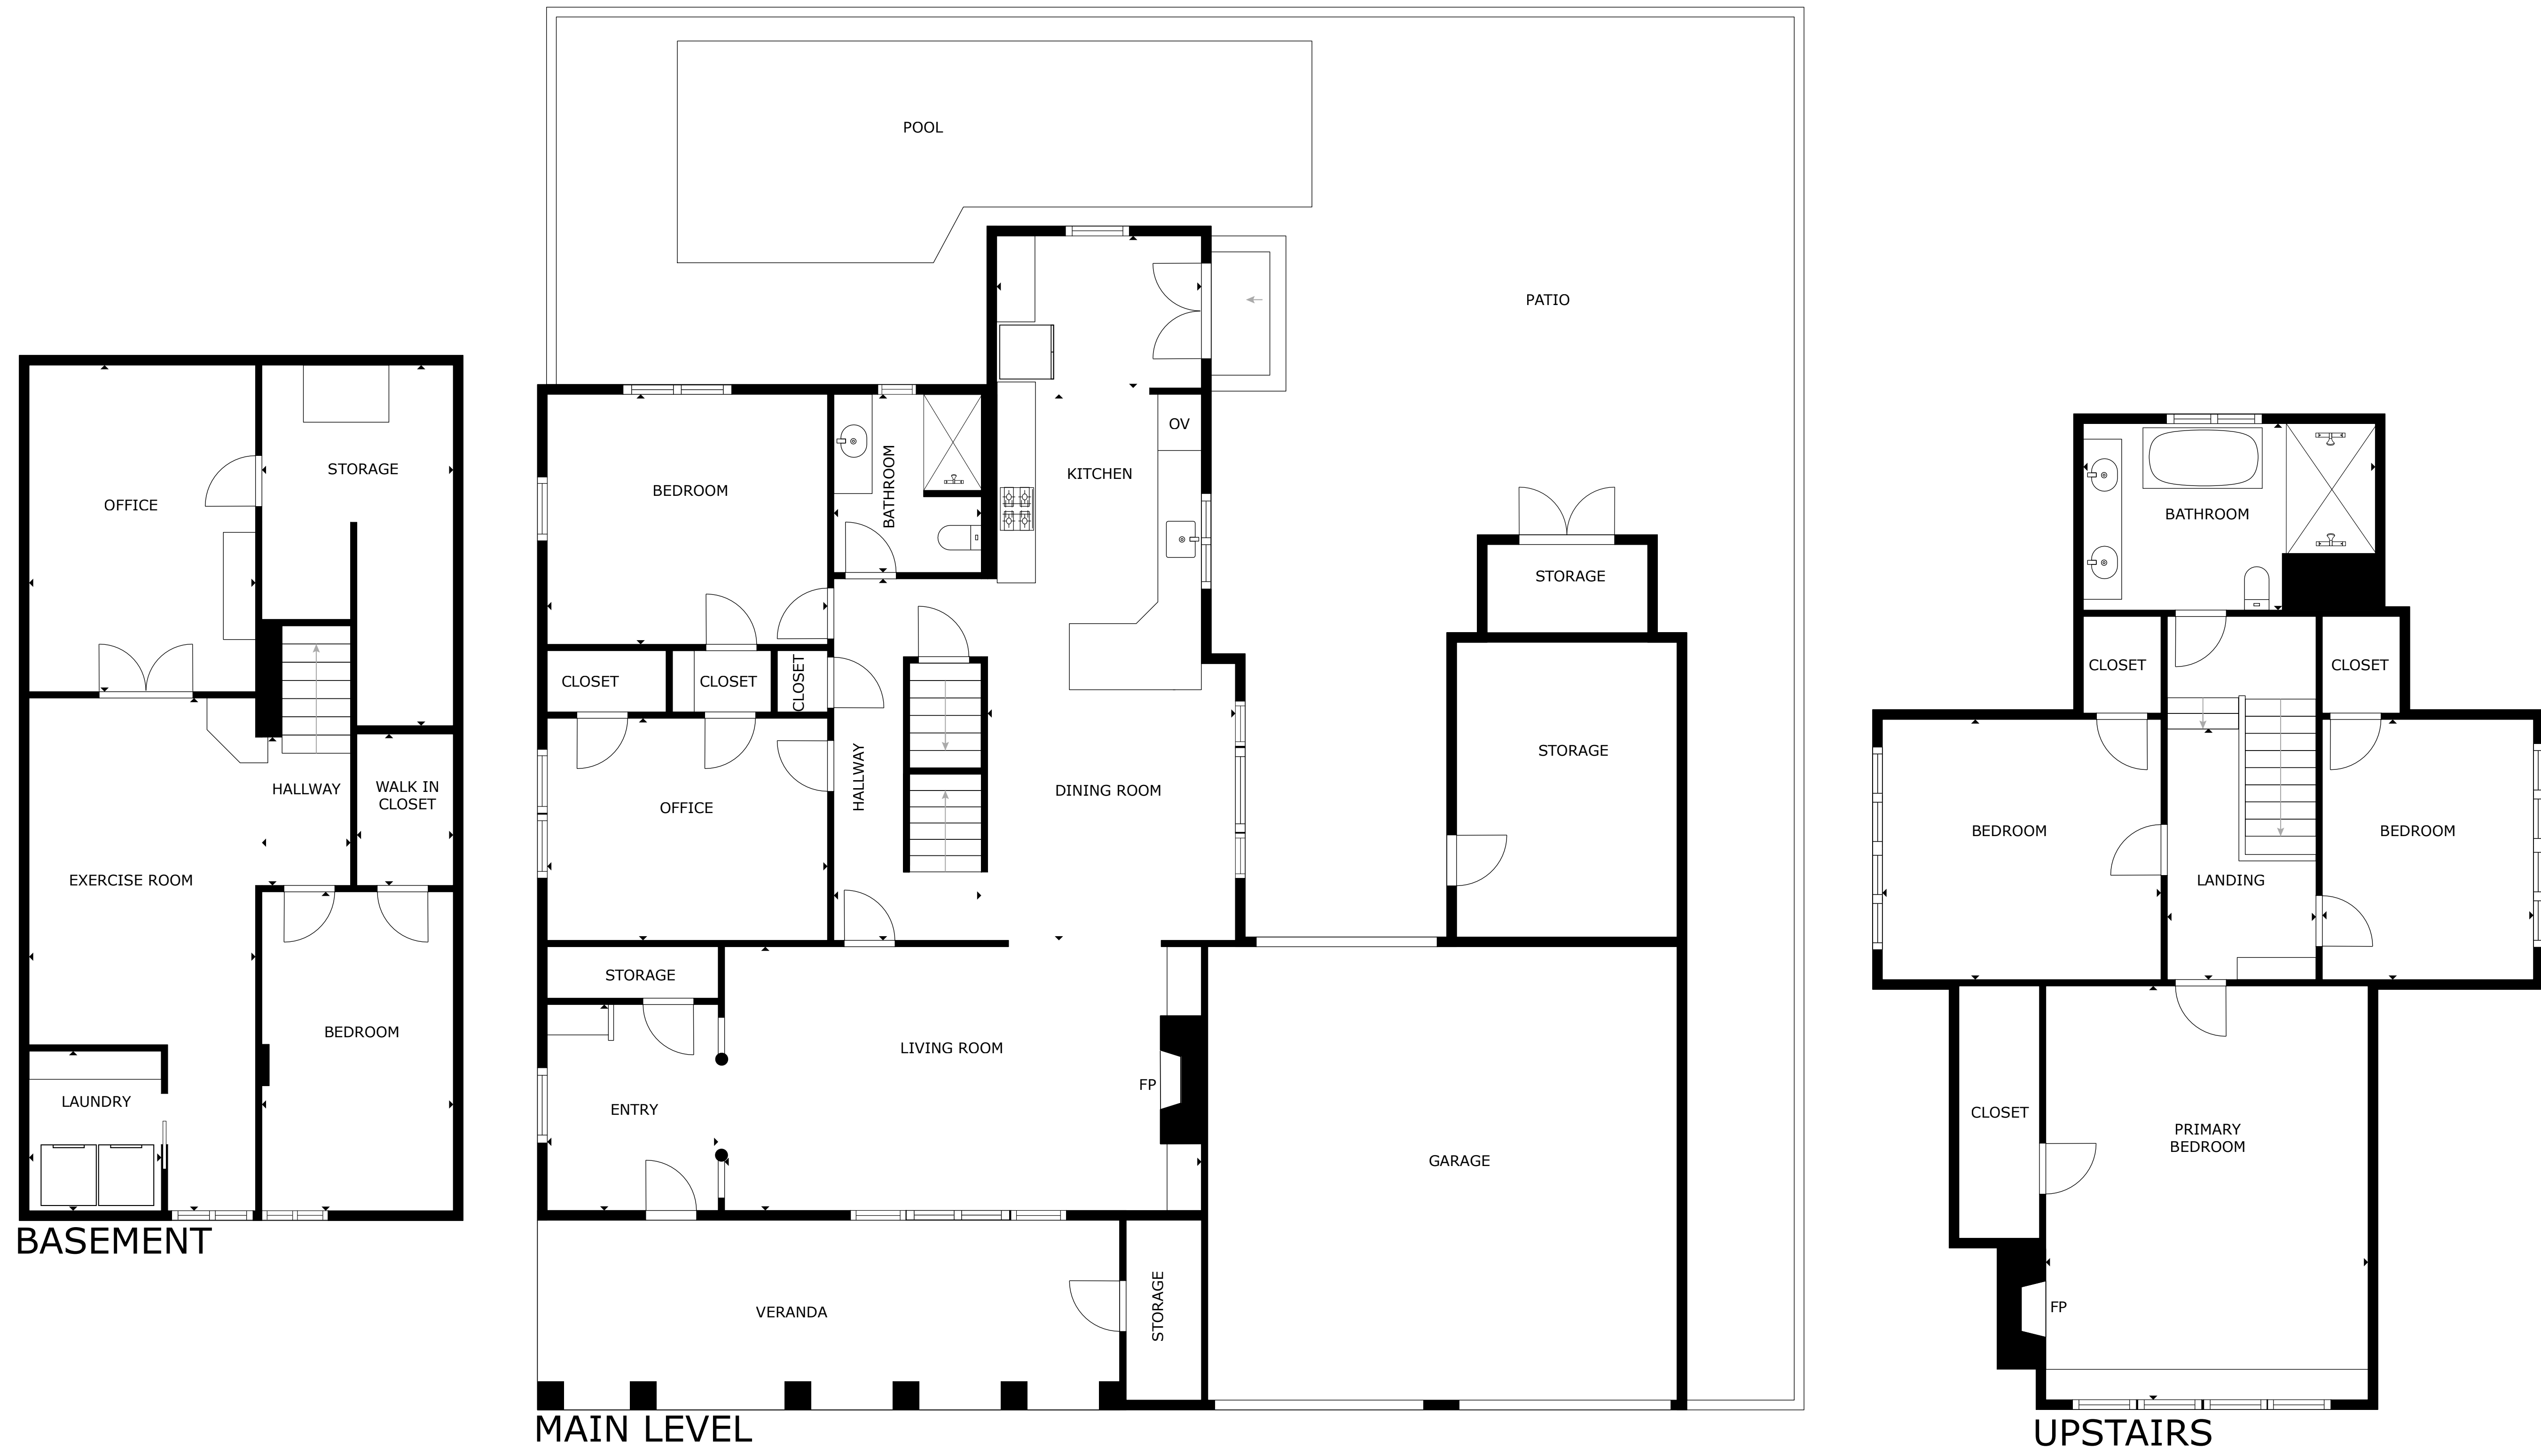 OFFICE
STORAGE
HALLWAY
WALK IN
CLOSET
EXERCISE ROOM
BEDROOM
LAUNDRY
BASEMENT
POOL
PATIO
BEDROOM
BATHROOM
KITCHEN
OV
CLOSET
CLOSET
CLOSET
OFFICE
HALLWAY
DINING ROOM
STORAGE
STORAGE
STORAGE
ENTRY
LIVING ROOM
FP
GARAGE
VERANDA
STORAGE
MAIN LEVEL
BATHROOM
CLOSET
CLOSET
BEDROOM
LANDING
BEDROOM
CLOSET
PRIMARY
BEDROOM
FP
UPSTAIRS